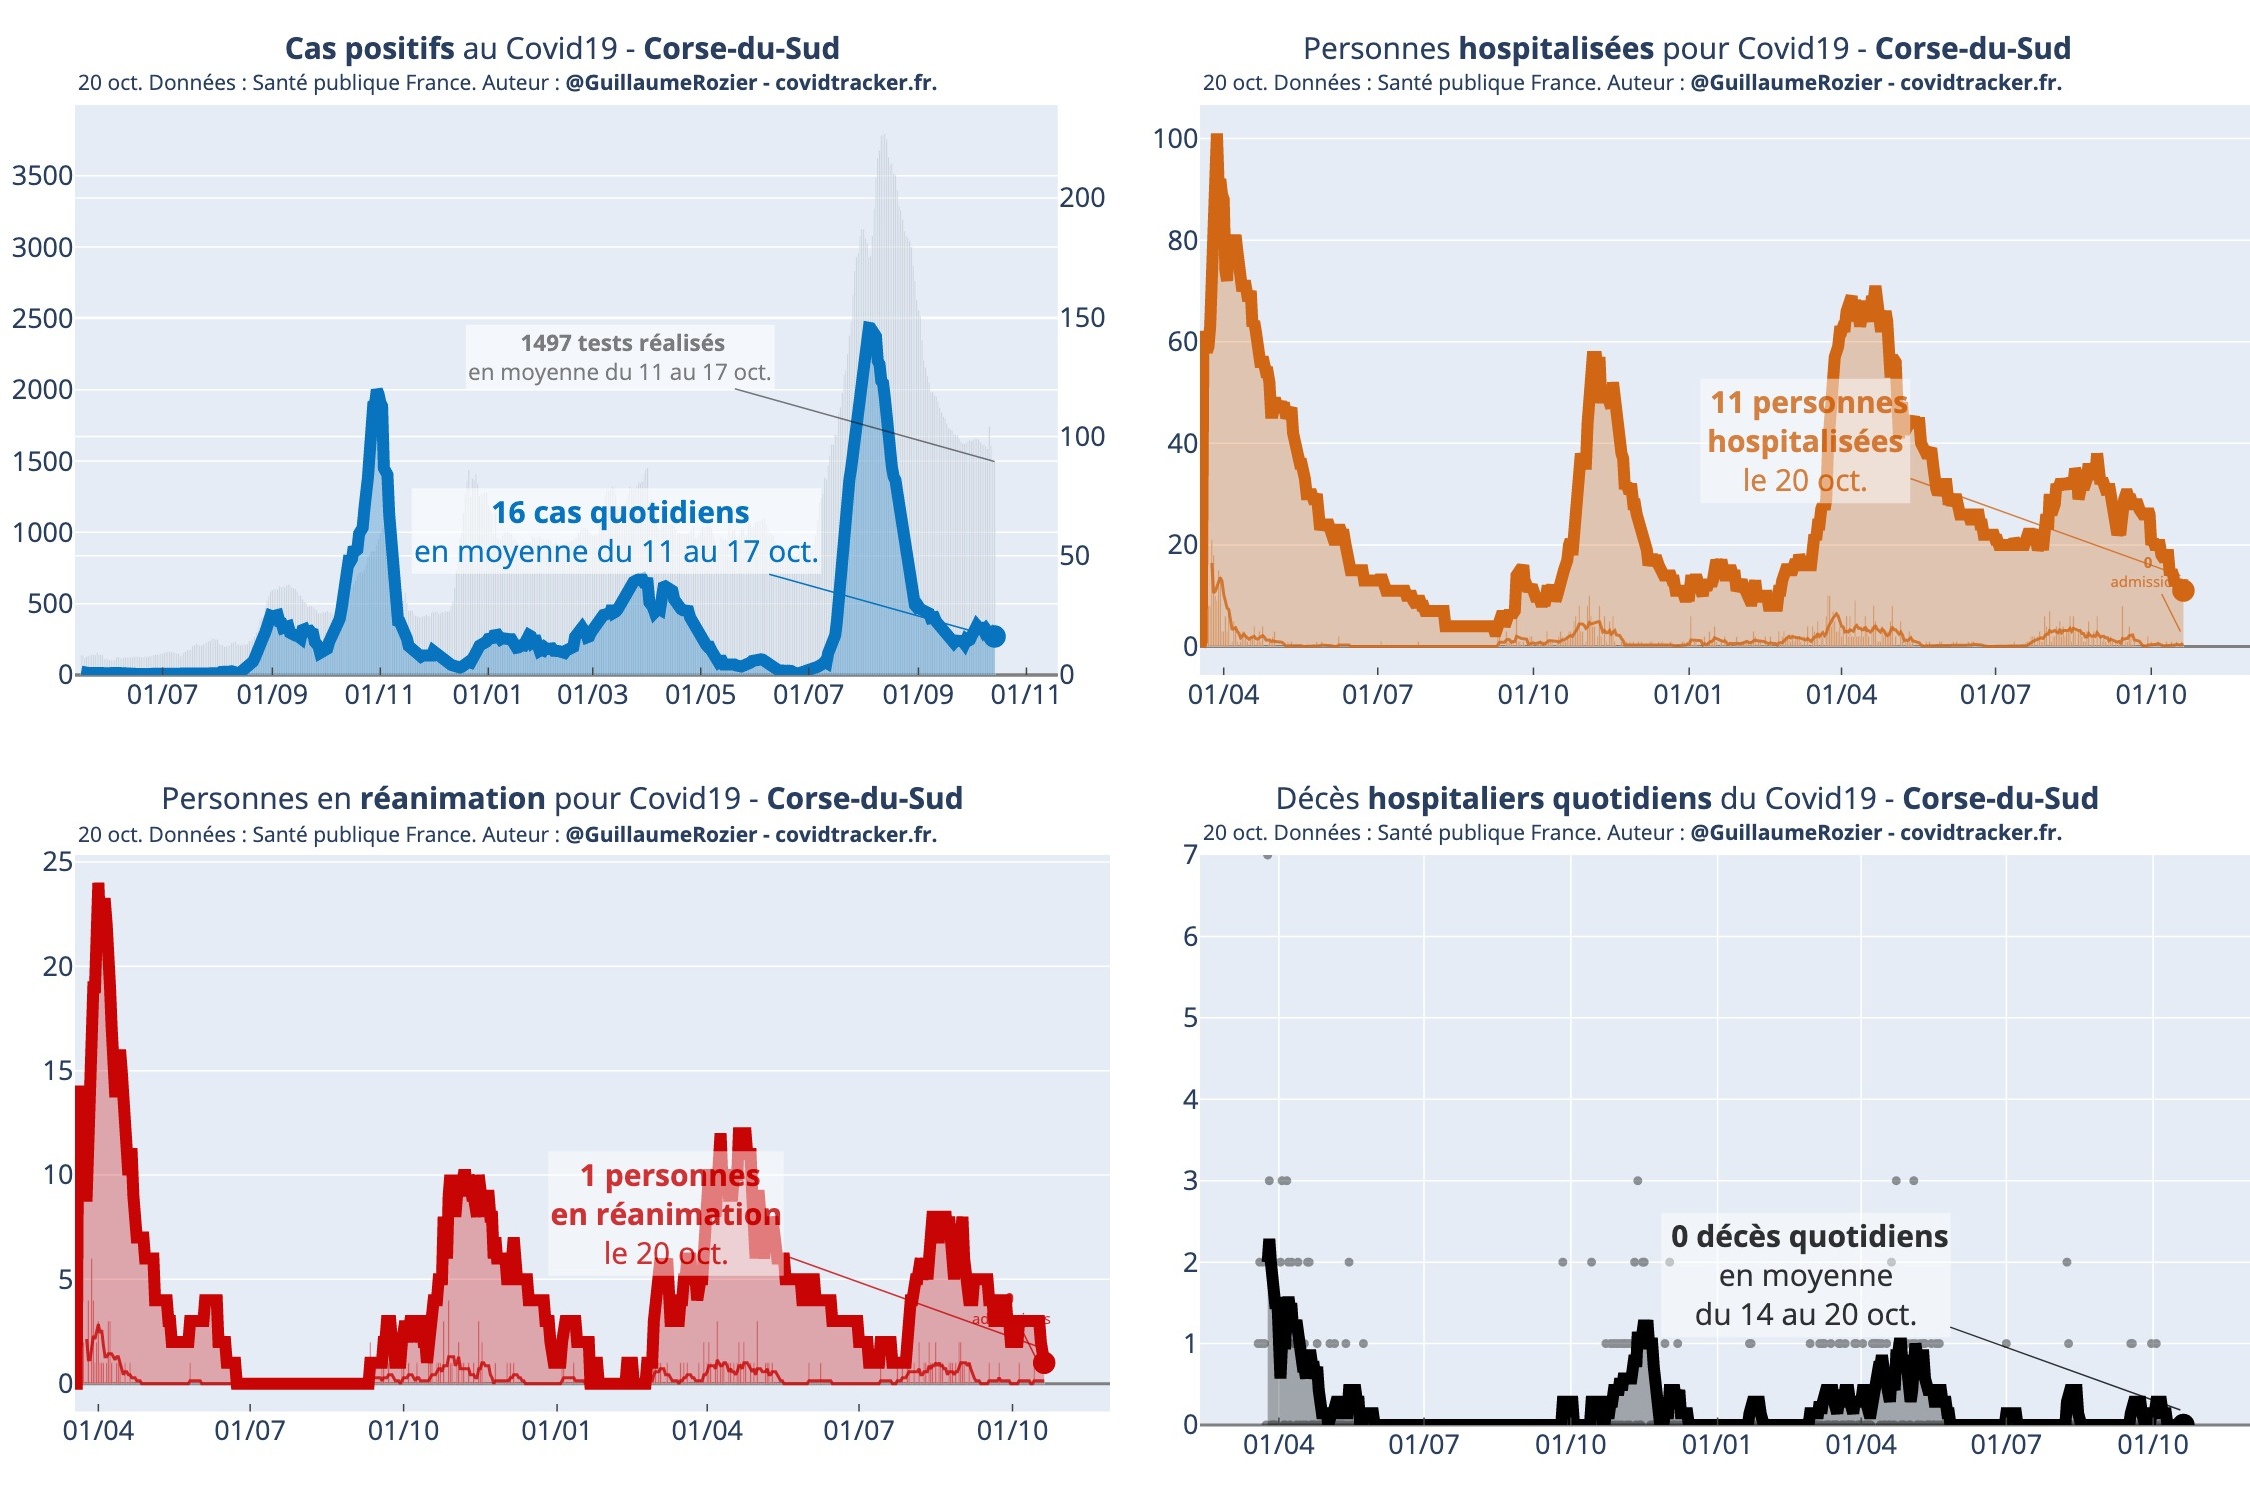 Cas positifs au Covid19 - Corse-du-Sud
20 oct. Données : Santé publique France. Auteur : @GuillaumeRozier - covidtracker.fr.
3500
3000
2500
2000
1500
1000
500
0
200
150
100
50
0
1497 tests réalisés
en moyenne du 11 au 17 oct.
16 cas quotidiens
en moyenne du 11 au 17 oct.
01/07 01/09 01/11 01/01 01/03 01/05 01/07 01/09 01/11
Personnes hospitalisées pour Covid19 - Corse-du-Sud
20 oct. Données : Santé publique France. Auteur : @GuillaumeRozier - covidtracker.fr.
100
80
60
40
20
0
11 personnes
hospitalisées
le 20 oct.
0
01/04 01/07 01/10 01/01 01/04 01/07 01/10
Personnes en réanimation pour Covid19 - Corse-du-Sud
20 oct. Données : Santé publique France. Auteur : @GuillaumeRozier - covidtracker.fr.
25
20
15
10
5
0
1 personnes
en réanimation
le 20 oct.
01/04 01/07 01/10 01/01 01/04 01/07 01/10
Décès hospitaliers quotidiens du Covid19 - Corse-du-Sud
20 oct. Données : Santé publique France. Auteur : @GuillaumeRozier - covidtracker.fr.
7
6
5
4
3
2
1
0
0 décès quotidiens
en moyenne
du 14 au 20 oct.
01/04 01/07 01/10 01/01 01/04 01/07 01/10